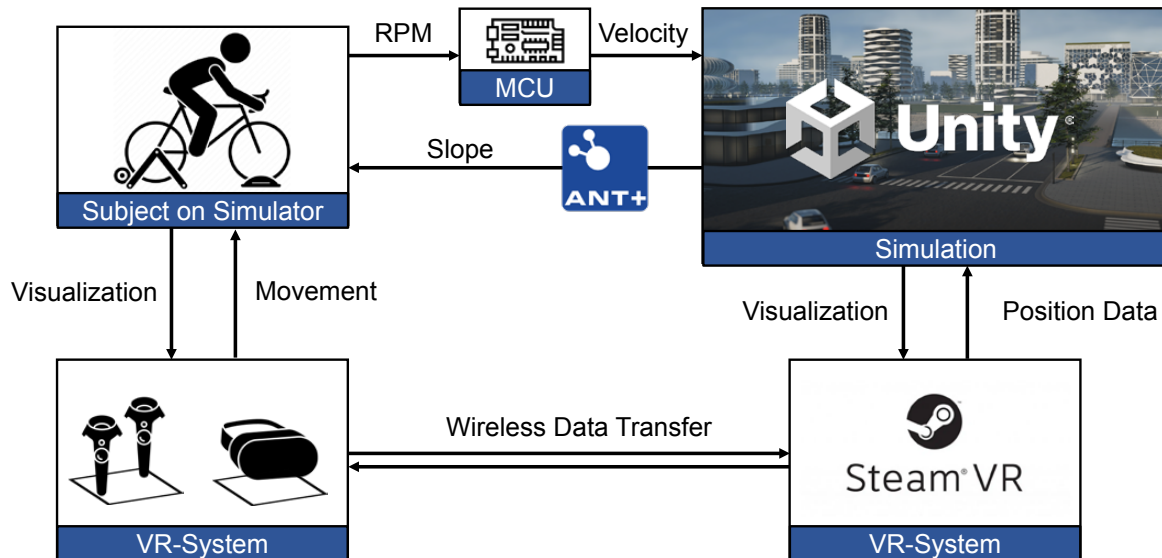 RPM
Velocity
MCU
Unity
Slope
ANT+
Subject on Simulator
Simulation
Visualization
Movement
Visualization
Position Data
Wireless Data Transfer
Steam® VR
VR-System
VR-System